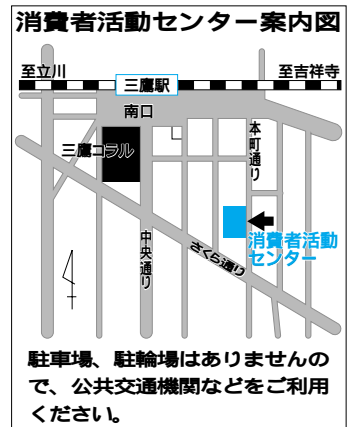 消費者活動センター案内図
至立川
三鷹駅
至吉祥寺
南口
本町通り
三鷹コラル
中央通り
さくら通り
消費者活動
センター
駐車場、駐輪場はありませんの
で、公共交通機関などをご利用
ください。